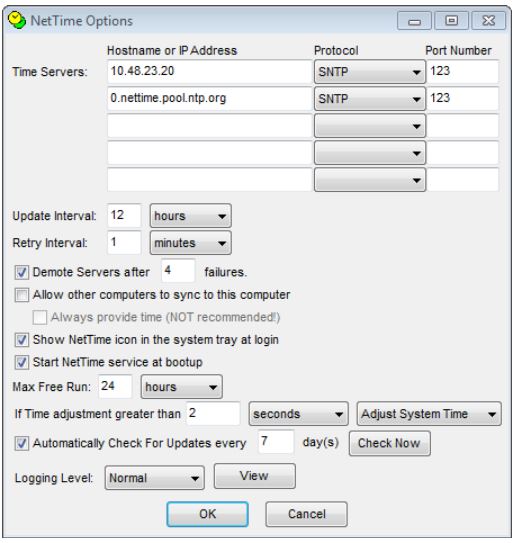 NetTime Options
Hostname or IP Address Protocol Port Number
Time Servers: 10.48.23.20 SNTP 123
0.nettime.pool.ntp.org SNTP 123
Update Interval: 12 hours
Retry Interval: 1 minutes
Demote Servers after 4 failures.
Allow other computers to sync to this computer
Always provide time (NOT recommended!)
Show NetTime icon in the system tray at login
Start NetTime service at bootup
Max Free Run: 24 hours
If Time adjustment greater than 2 seconds Adjust System Time
Automatically Check For Updates every 7 day(s) Check Now
Logging Level: Normal View
OK Cancel